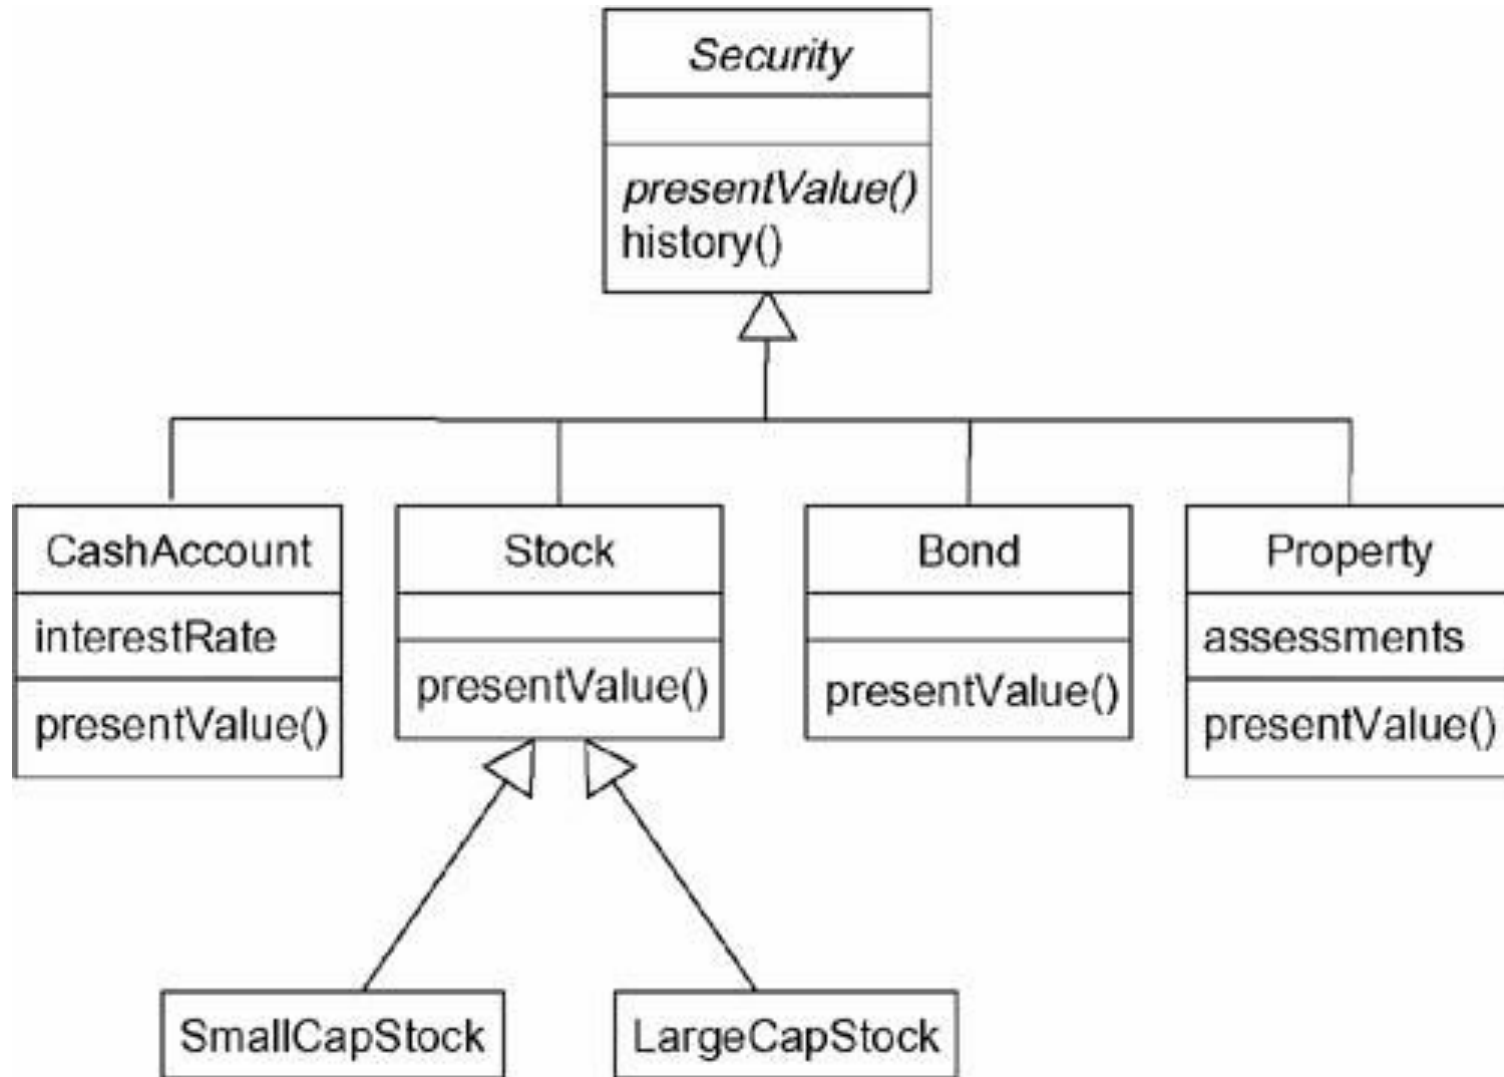 Security
presentValue()
history()
CashAccount
interestRate
presentValue()
Stock
presentValue()
Bond
presentValue()
Property
assessments
presentValue()
SmallCapStock
LargeCapStock